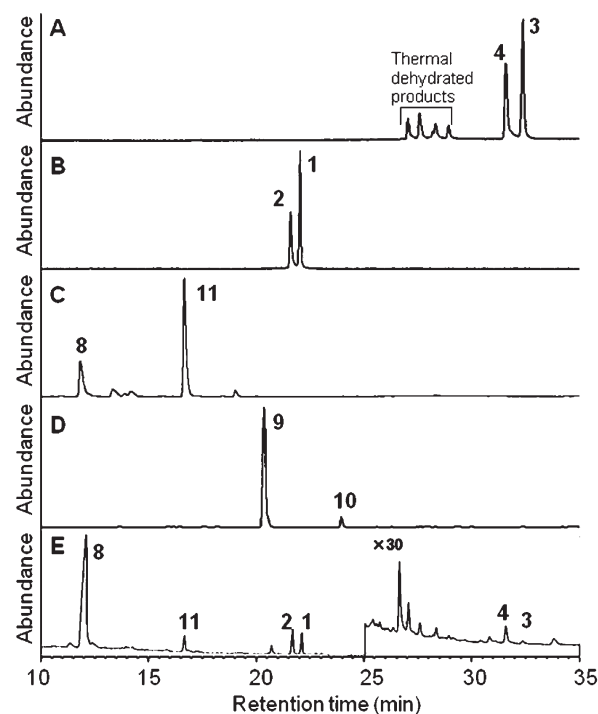 A
Abundance
Thermal
dehydrated
products
4
3
B
Abundance
2
1
C
Abundance
8
11
D
Abundance
9
10
E
Abundance
8
11
2 1
×30
4 3
10 15 20 25 30 35
Retention time (min)